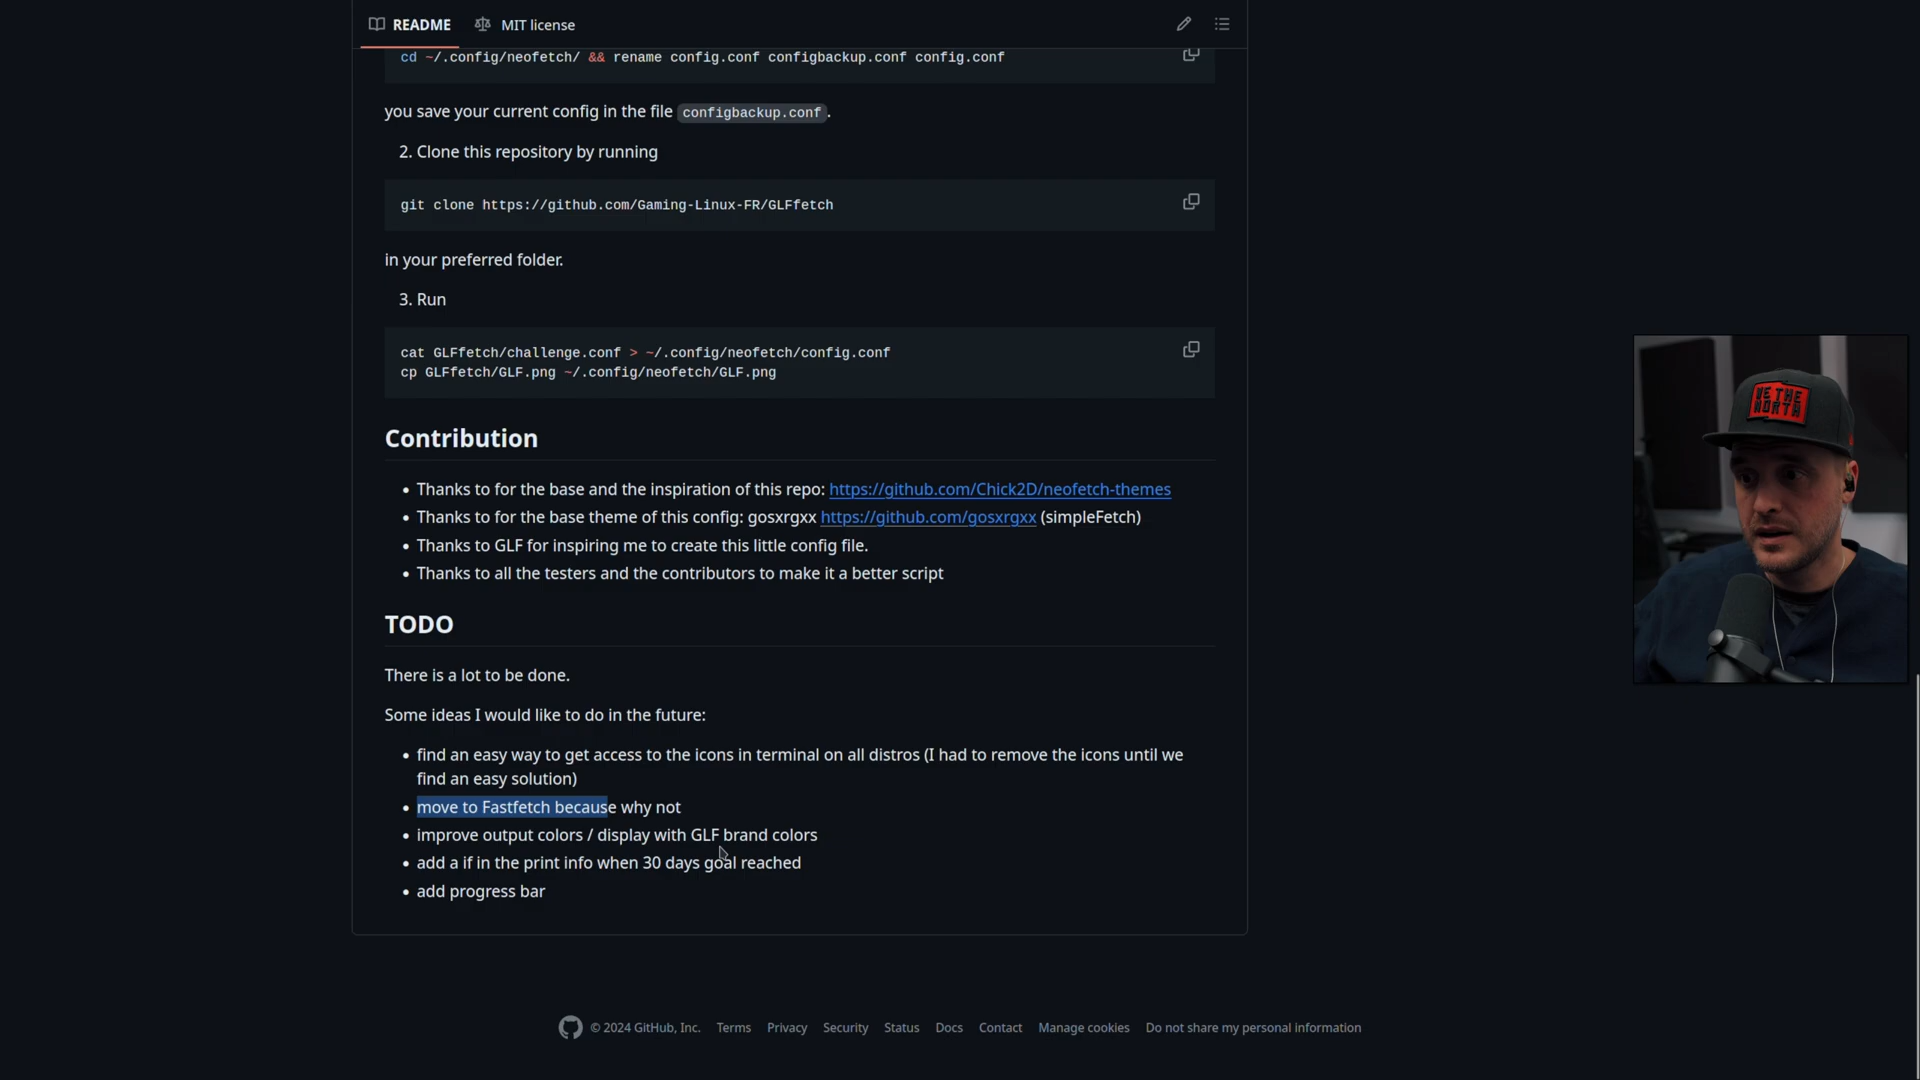 README
MIT license
cd ~/.config/neofetch/ && rename config.conf configbackup.conf config.conf
you save your current config in the file configbackup.conf.
2. Clone this repository by running
git clone https://github.com/Gaming-Linux-FR/GLFfetch
in your preferred folder.
3. Run
cat GLFfetch/challenge.conf > ~/.config/neofetch/config.conf
cp GLFfetch/GLF.png ~/.config/neofetch/GLF.png
WE THE
NORTH
Contribution
• Thanks to for the base and the inspiration of this repo: https://github.com/Chick2D/neofetch-themes
• Thanks to for the base theme of this config: gosxrgxx https://github.com/gosxrgxx (simpleFetch)
• Thanks to GLF for inspiring me to create this little config file.
• Thanks to all the testers and the contributors to make it a better script
TODO
There is a lot to be done.
Some ideas I would like to do in the future:
• find an easy way to get access to the icons in terminal on all distros (I had to remove the icons until we
find an easy solution)
• move to Fastfetch because why not
• improve output colors / display with GLF brand colors
• add a if in the print info when 30 days goal reached
• add progress bar
© 2024 GitHub, Inc. Terms Privacy Security Status Docs Contact Manage cookies Do not share my personal information